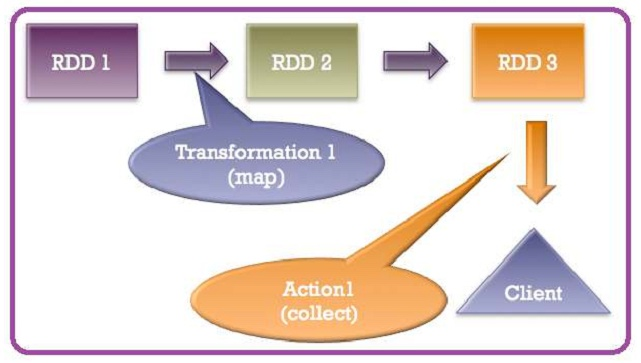 RDD 1
RDD 2
RDD 3
Transformation 1
(map)
Action1
(collect)
Client